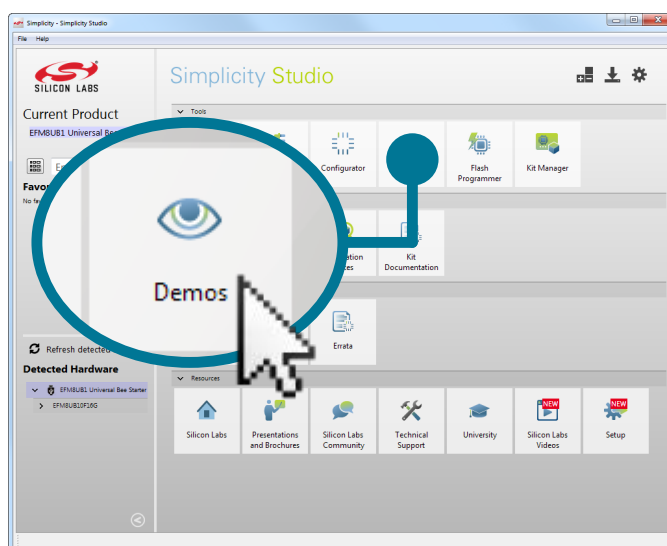 Simplicity - Simplicity Studio
File Help
SILICON LABS
Simplicity Studio
Current Product
EFM8UB1 Universal Bee
Tools
Configurator
Flash
Programmer
Kit Manager
Demos
Kit
Documentation
Errata
Refresh detected
Detected Hardware
EFM8UB1 Universal Bee Starter
EFM8UB10F16G
Resources
Silicon Labs
Presentations
and Brochures
Silicon Labs
Community
Technical
Support
University
NEW
Silicon Labs
Videos
NEW
Setup